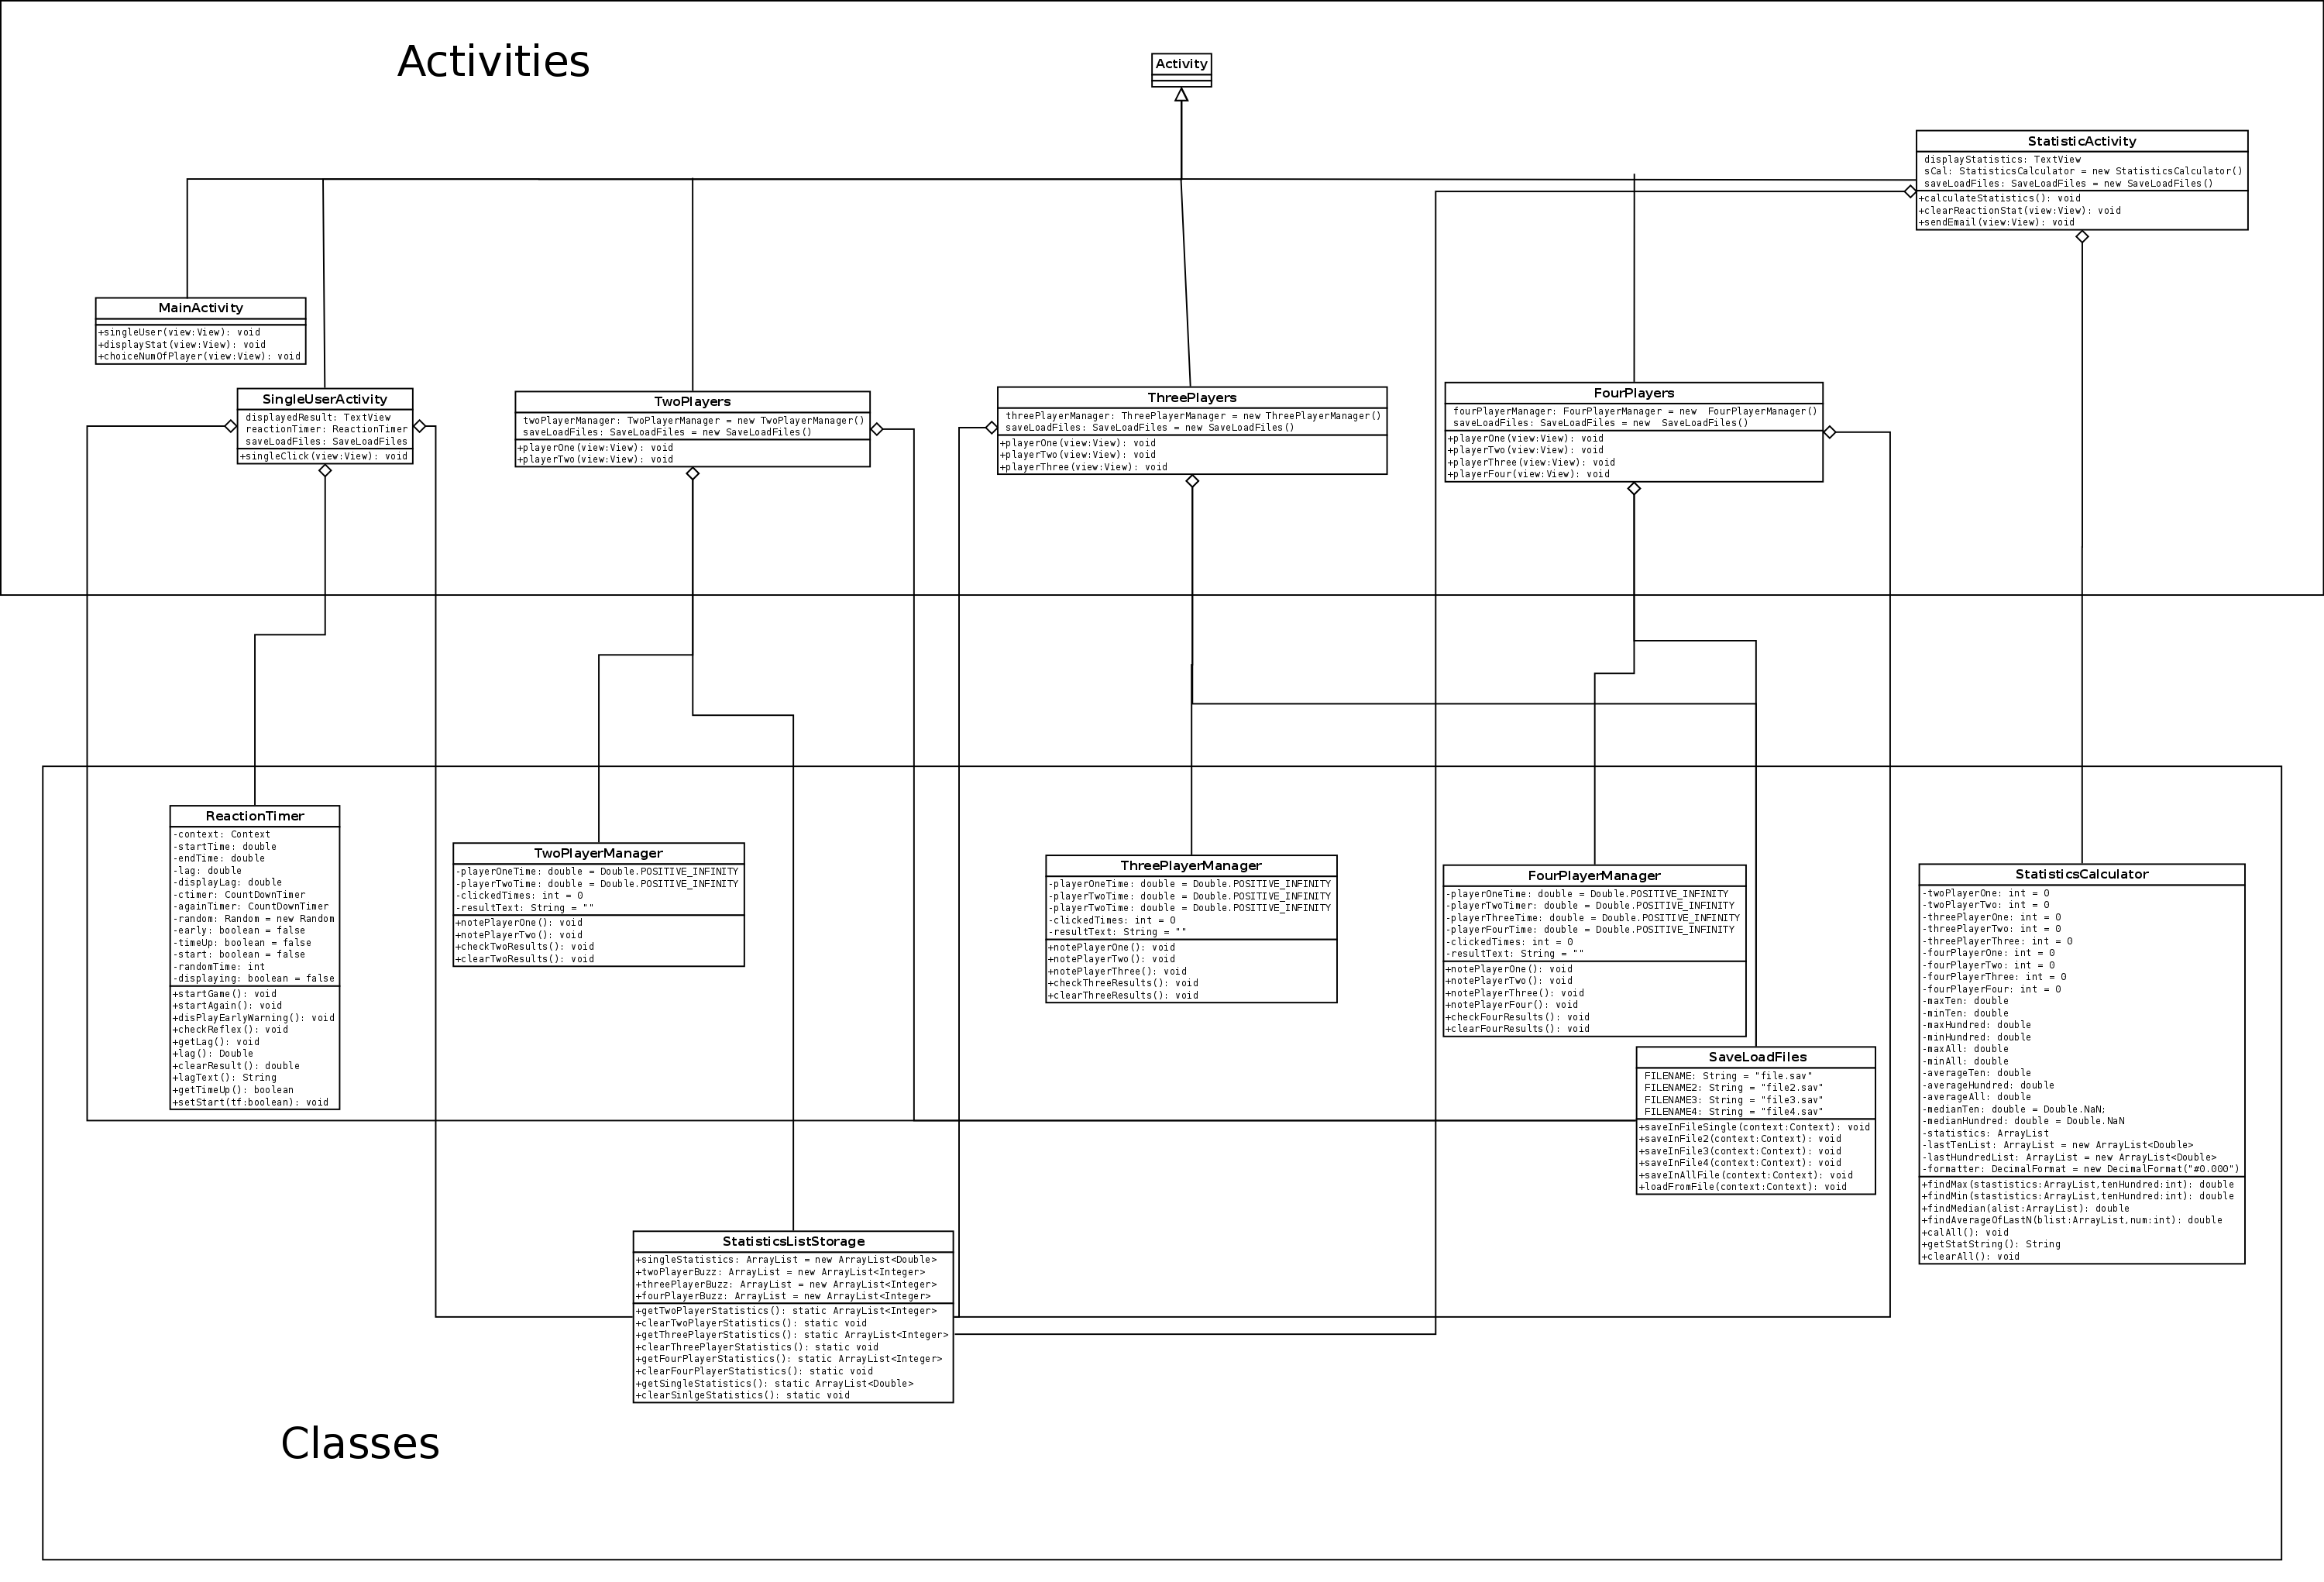 Activities
Activity
StatisticActivity
displayStatistics: TextView
sCal: StatisticsCalculator = new StatisticsCalculator()
saveLoadFiles: SaveLoadFiles = new SaveLoadFiles()
+calculateStatistics(): void
+clearReactionStat(view:View): void
+sendEmail(view:View): void
MainActivity
+singleUser(view:View): void
+displayStat(view:View): void
+choiceNumOfPlayer(view:View): void
SingleUserActivity
displayedResult: TextView
reactionTimer: ReactionTimer
saveLoadFiles: SaveLoadFiles
+singleClick(view:View): void
TwoPlayers
twoPlayerManager: TwoPlayerManager = new TwoPlayerManager()
saveLoadFiles: SaveLoadFiles = new SaveLoadFiles()
+playerOne(view:View): void
+playerTwo(view:View): void
ThreePlayers
threePlayerManager: ThreePlayerManager = new ThreePlayerManager()
saveLoadFiles: SaveLoadFiles = new SaveLoadFiles()
+playerOne(view:View): void
+playerTwo(view:View): void
+playerThree(view:View): void
FourPlayers
fourPlayerManager: FourPlayerManager = new  FourPlayerManager()
saveLoadFiles: SaveLoadFiles = new  SaveLoadFiles()
+playerOne(view:View): void
+playerTwo(view:View): void
+playerThree(view:View): void
+playerFour(view:View): void
ReactionTimer
-context: Context
-startTime: double
-endTime: double
-lag: double
-displayLag: double
-ctimer: CountDownTimer
-againTimer: CountDownTimer
-random: Random = new Random
-early: boolean = false
-timeUp: boolean = false
-start: boolean = false
-randomTime: int
-displaying: boolean = false
+startGame(): void
+startAgain(): void
+disPlayEarlyWarning(): void
+checkReflex(): void
+getLag(): void
+lag(): Double
+clearResult(): double
+lagText(): String
+getTimeUp(): boolean
+setStart(tf:boolean): void
TwoPlayerManager
-playerOneTime: double = Double.POSITIVE_INFINITY
-playerTwoTime: double = Double.POSITIVE_INFINITY
-clickedTimes: int = 0
-resultText: String = ""
+notePlayerOne(): void
+notePlayerTwo(): void
+checkTwoResults(): void
+clearTwoResults(): void
ThreePlayerManager
-playerOneTime: double = Double.POSITIVE_INFINITY
-playerTwoTime: double = Double.POSITIVE_INFINITY
-playerTwoTime: double = Double.POSITIVE_INFINITY
-clickedTimes: int = 0
-resultText: String = ""
+notePlayerOne(): void
+notePlayerTwo(): void
+notePlayerThree(): void
+checkThreeResults(): void
+clearThreeResults(): void
FourPlayerManager
-playerOneTime: double = Double.POSITIVE_INFINITY
-playerTwoTimer: double = Double.POSITIVE_INFINITY
-playerThreeTime: double = Double.POSITIVE_INFINITY
-playerFourTime: double = Double.POSITIVE_INFINITY
-clickedTimes: int = 0
-resultText: String = ""
+notePlayerOne(): void
+notePlayerTwo(): void
+notePlayerThree(): void
+notePlayerFour(): void
+checkFourResults(): void
+clearFourResults(): void
StatisticsCalculator
-twoPlayerOne: int = 0
-twoPlayerTwo: int = 0
-threePlayerOne: int = 0
-threePlayerTwo: int = 0
-threePlayerThree: int = 0
-fourPlayerOne: int = 0
-fourPlayerTwo: int = 0
-fourPlayerThree: int = 0
-fourPlayerFour: int = 0
-maxTen: double
-minTen: double
-maxHundred: double
-minHundred: double
-maxAll: double
-minAll: double
-averageTen: double
-averageHundred: double
-averageAll: double
-medianTen: double = Double.NaN;
-medianHundred: double = Double.NaN
-statistics: ArrayList
-lastTenList: ArrayList = new ArrayList<Double>
-lastHundredList: ArrayList = new ArrayList<Double>
-formatter: DecimalFormat = new DecimalFormat("#0.000")
+findMax(stastistics:ArrayList,tenHundred:int): double
+findMin(stastistics:ArrayList,tenHundred:int): double
+findMedian(alist:ArrayList): double
+findAverageOfLastN(blist:ArrayList,num:int): double
+calAll(): void
+getStatString(): String
+clearAll(): void
SaveLoadFiles
FILENAME: String = "file.sav"
FILENAME2: String = "file2.sav"
FILENAME3: String = "file3.sav"
FILENAME4: String = "file4.sav"
+saveInFileSingle(context:Context): void
+saveInFile2(context:Context): void
+saveInFile3(context:Context): void
+saveInFile4(context:Context): void
+saveInAllFile(context:Context): void
+loadFromFile(context:Context): void
StatisticsListStorage
+singleStatistics: ArrayList = new ArrayList<Double>
+twoPlayerBuzz: ArrayList = new ArrayList<Integer>
+threePlayerBuzz: ArrayList = new ArrayList<Integer>
+fourPlayerBuzz: ArrayList = new ArrayList<Integer>
+getTwoPlayerStatistics(): static ArrayList<Integer>
+clearTwoPlayerStatistics(): static void
+getThreePlayerStatistics(): static ArrayList<Integer>
+clearThreePlayerStatistics(): static void
+getFourPlayerStatistics(): static ArrayList<Integer>
+clearFourPlayerStatistics(): static void
+getSingleStatistics(): static ArrayList<Double>
+clearSinlgeStatistics(): static void
Classes